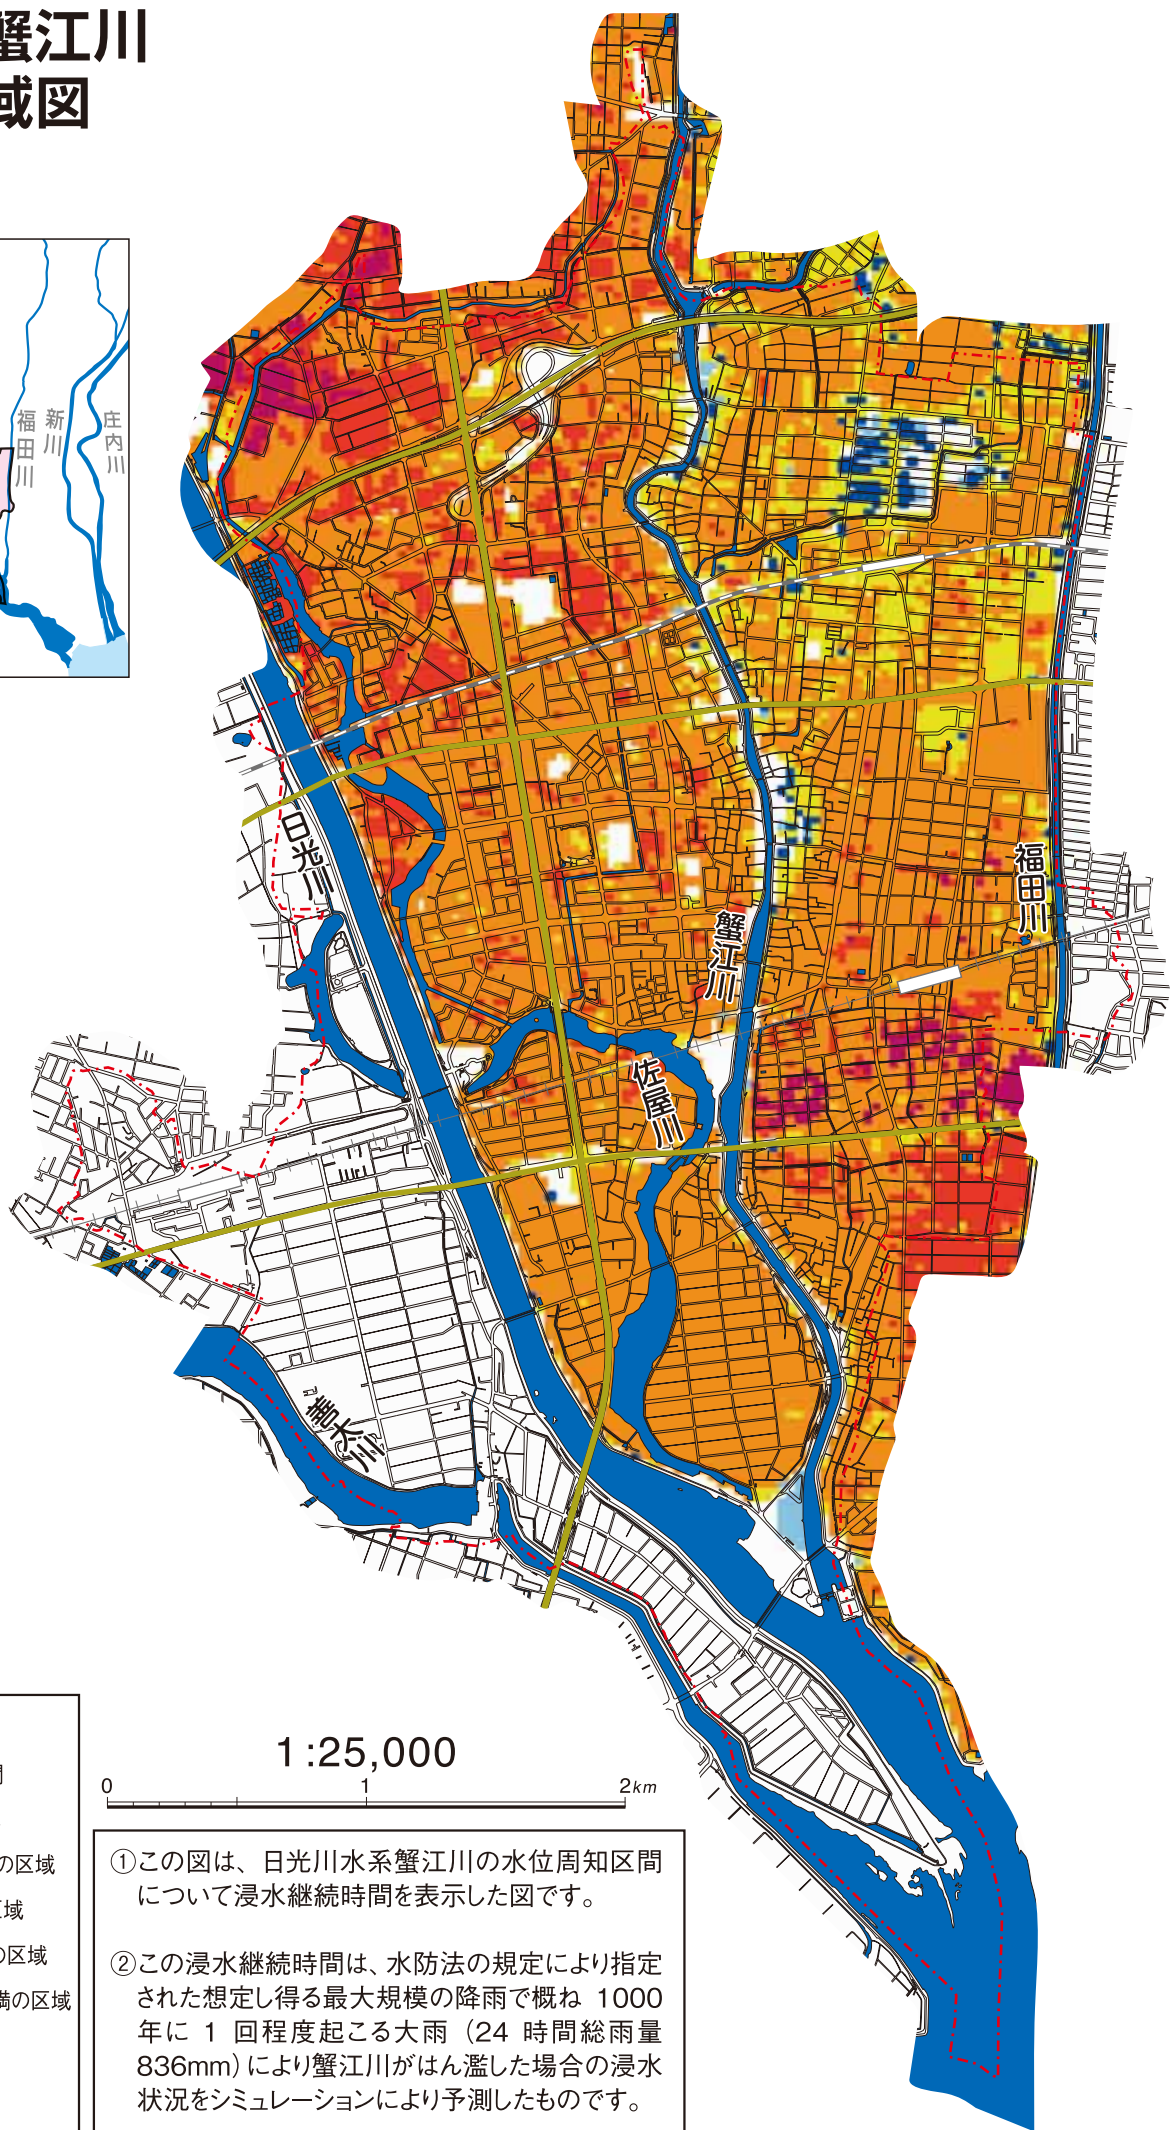 蟹江川
域図
福田川
新川
庄内川
日光川
蟹江川
福田川
佐屋川
善太川
の区域
区域
の区域
満の区域
1:25,000
0 1 2km
①この図は、日光川水系蟹江川の水位周知区間
について浸水継続時間を表示した図です。
②この浸水継続時間は、水防法の規定により指定
された想定し得る最大規模の降雨で概ね 1000
年に 1 回程度起こる大雨（24 時間総雨量
836mm）により蟹江川がはん濫した場合の浸水
状況をシミュレーションにより予測したものです。